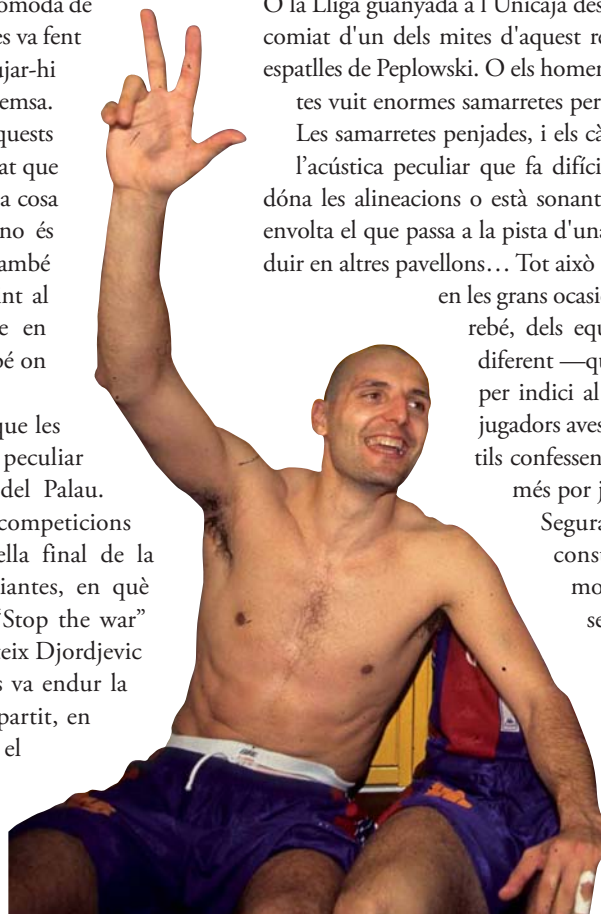 òmoda de
es va fent
ujar-hi
emsa.
quests
at que
a cosa
no és
ambé
nt al
e en
é on
que les
peculiar
del Palau.
competicions
ella final de la
iantes, en què
“Stop the war”
eix Djordjevic
s va endur la
partit, en
el
O la Lliga guanyada a l'Unicaja des
comiat d'un dels mites d'aquest re
espatlles de Peplowski. O els homen
tes vuit enormes samarretes per
Les samarretes penjades, i els cà
l’acústica peculiar que fa difíci
dóna les alineacions o està sonant
envolta el que passa a la pista d'una
duir en altres pavellons… Tot això
en les grans ocasi
rebé, dels equ
diferent —qu
per indici al
jugadors aves
tils confessen
més por j
Segura
const
mo
se